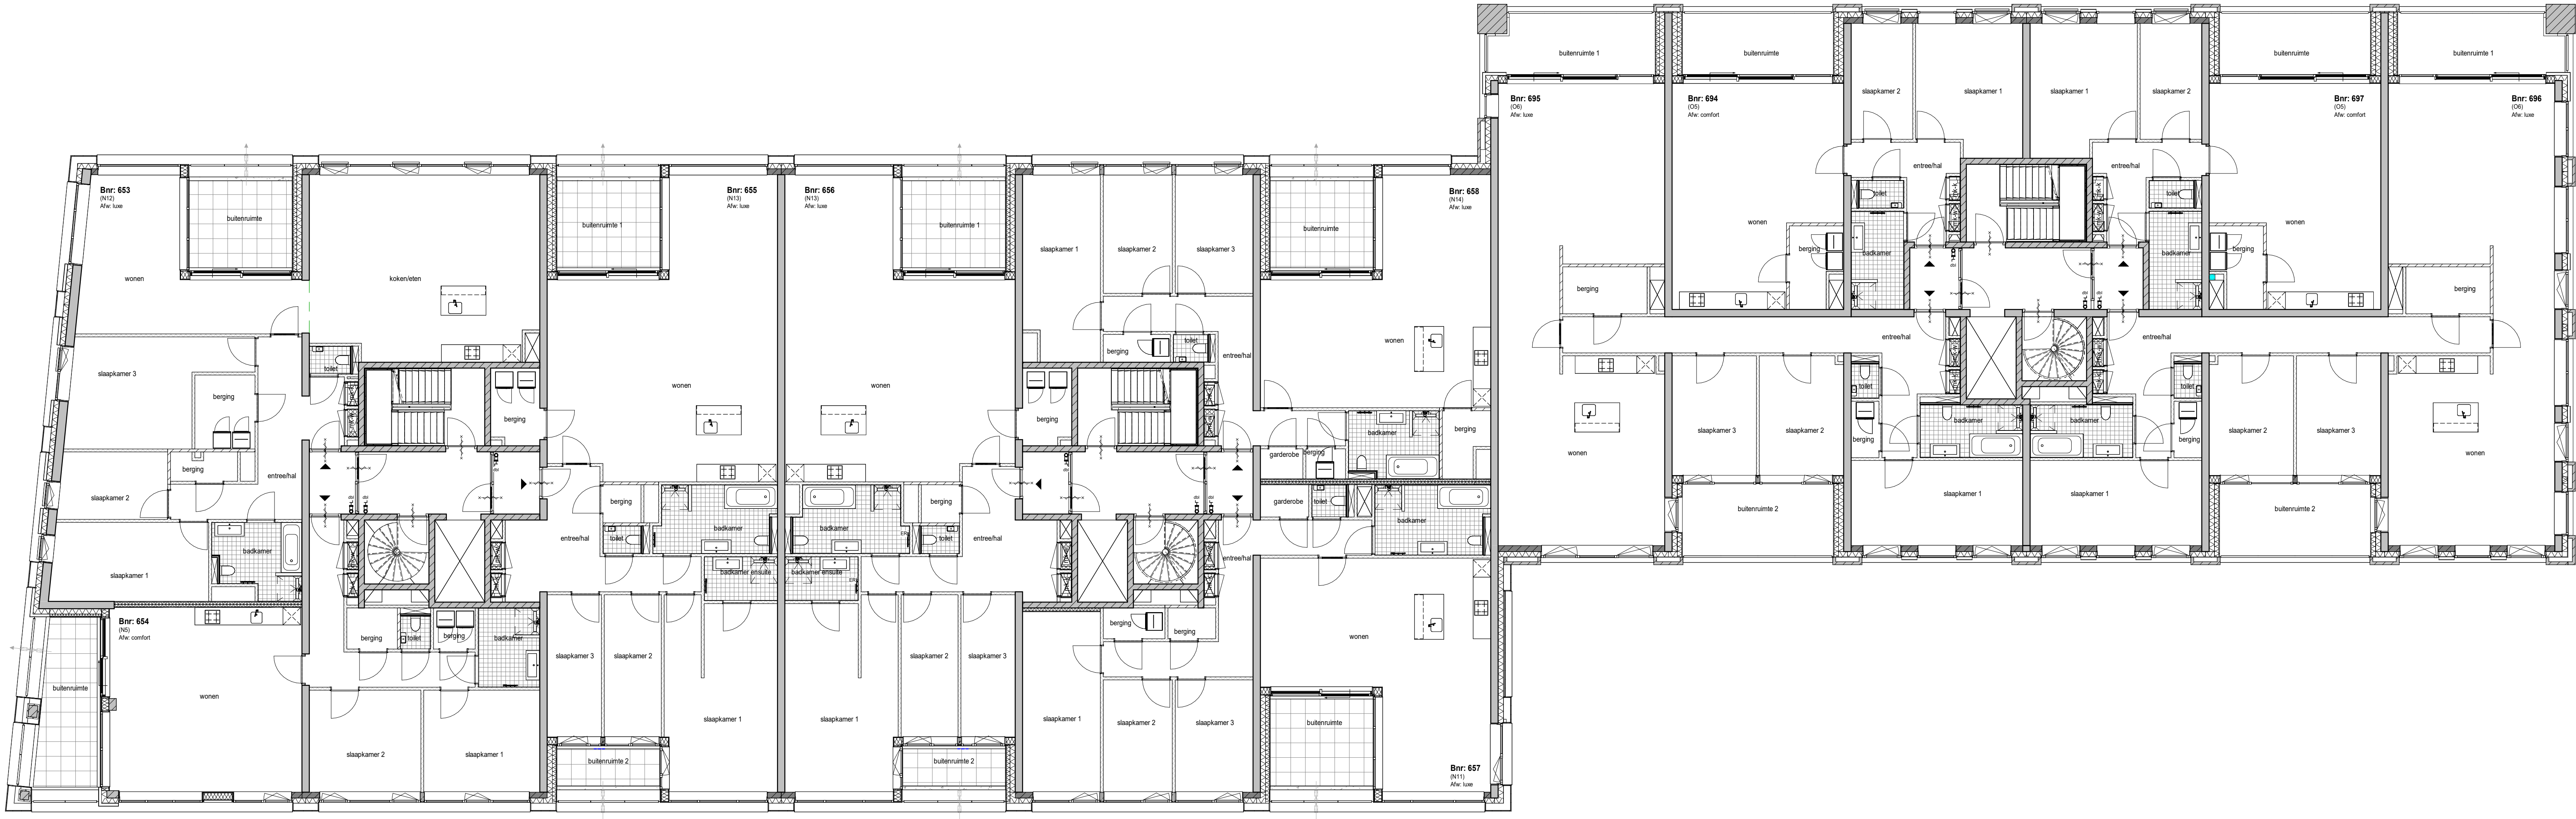 buitenruimte 1
buitenruimte
buitenruimte
buitenruimte 1
Bnr: 695
(O6)
Afw: luxe
Bnr: 694
(O5)
Afw: comfort
slaapkamer 2
slaapkamer 1
slaapkamer 1
slaapkamer 2
Bnr: 697
(O5)
Afw: comfort
Bnr: 696
(O6)
Afw: luxe
entree/hal
entree/hal
toilet
toilet
wonen
wonen
berging
badkamer
badkamer
berging
berging
berging
entree/hal
entree/hal
toilet
toilet
slaapkamer 3
slaapkamer 2
berging
badkamer
badkamer
berging
slaapkamer 2
slaapkamer 3
wonen
wonen
slaapkamer 1
slaapkamer 1
buitenruimte 2
buitenruimte 2
Bnr: 653
(N12)
Afw: luxe
buitenruimte
wonen
koken/eten
buitenruimte 1
Bnr: 655
(N13)
Afw: luxe
Bnr: 656
(N13)
Afw: luxe
buitenruimte 1
slaapkamer 1
slaapkamer 2
slaapkamer 3
buitenruimte
Bnr: 658
(N14)
Afw: luxe
toilet
slaapkamer 3
berging
berging
wonen
wonen
berging
berging
toilet
entree/hal
wonen
berging
slaapkamer 2
entree/hal
garderobe
berging
badkamer
berging
badkamer
slaapkamer 1
berging
toilet
badkamer
entree/hal
badkamer ensuite
berging
toilet
badkamer
entree/hal
badkamer ensuite
garderobe
toilet
badkamer
entree/hal
Bnr: 654
(N5)
Afw: comfort
berging
toilet
berging
badkamer
buitenruimte
wonen
slaapkamer 2
slaapkamer 1
slaapkamer 3
slaapkamer 2
slaapkamer 1
slaapkamer 1
slaapkamer 2
slaapkamer 3
buitenruimte 2
buitenruimte 2
berging
berging
slaapkamer 1
slaapkamer 2
slaapkamer 3
wonen
buitenruimte
Bnr: 657
(N11)
Afw: luxe